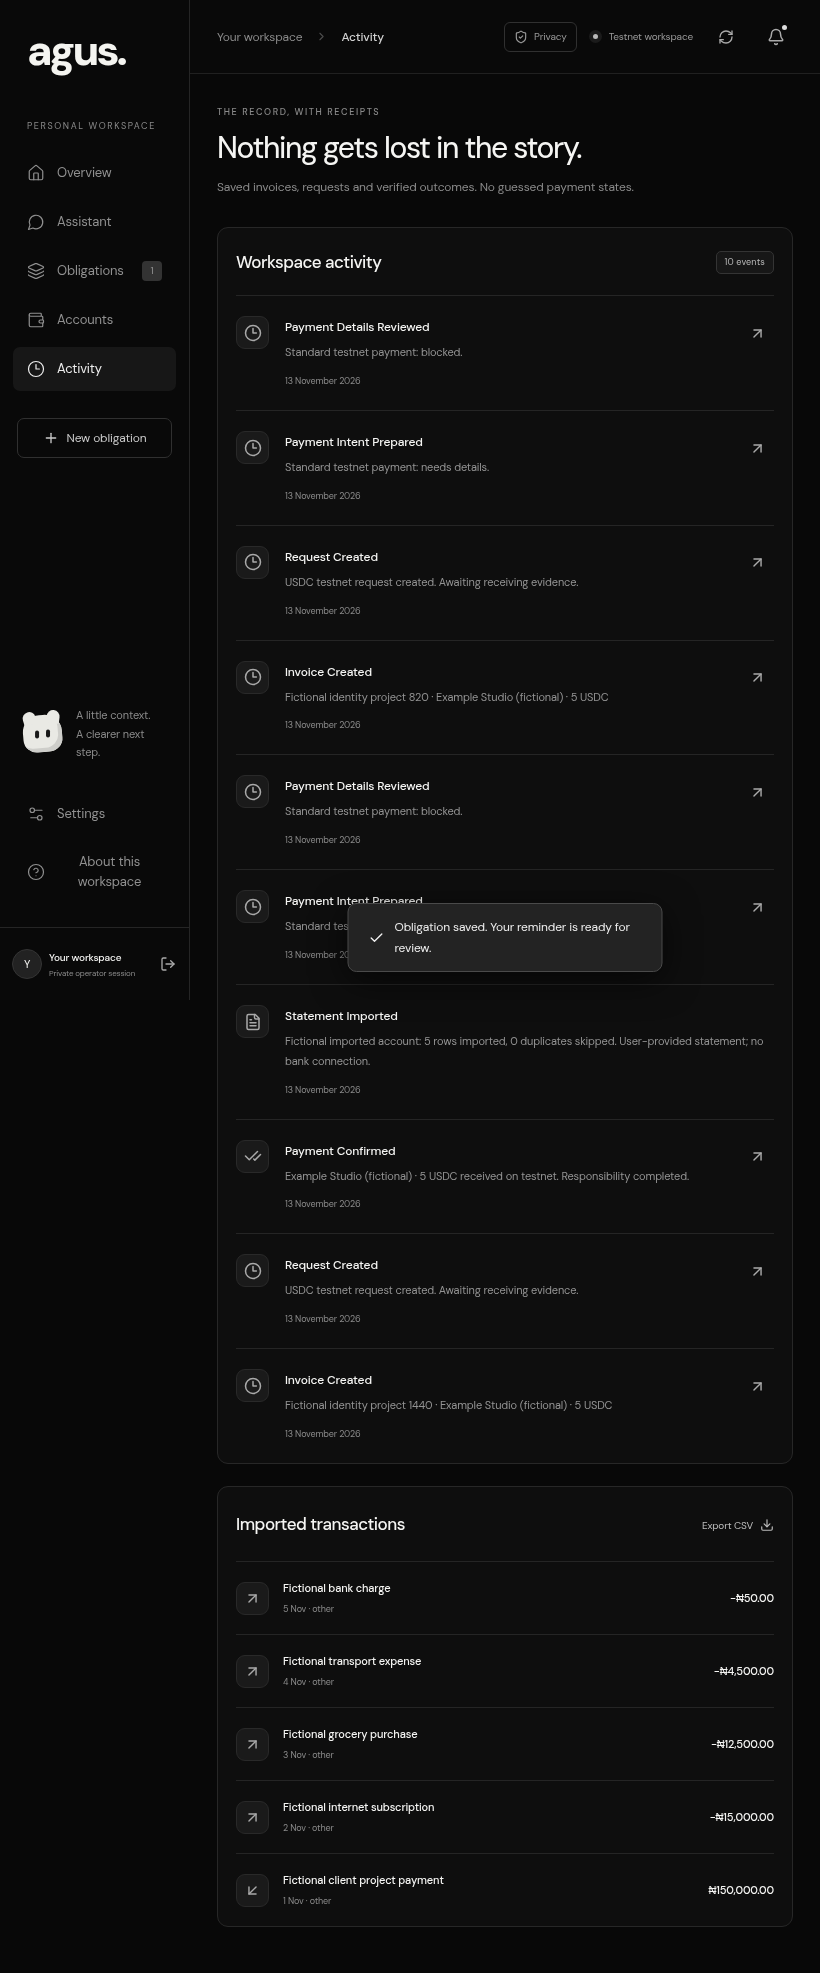 agus.
PERSONAL WORKSPACE
Overview
Assistant
Obligations 1
Accounts
Activity
New obligation
A little context.
A clearer next
step.
Settings
About this
workspace
Y
Your workspace
Private operator session
Your workspace > Activity
Privacy
Testnet workspace
THE RECORD, WITH RECEIPTS
Nothing gets lost in the story.
Saved invoices, requests and verified outcomes. No guessed payment states.
Workspace activity
10 events
Payment Details Reviewed
Standard testnet payment: blocked.
13 November 2026
Payment Intent Prepared
Standard testnet payment: needs details.
13 November 2026
Request Created
USDC testnet request created. Awaiting receiving evidence.
13 November 2026
Invoice Created
Fictional identity project 820 · Example Studio (fictional) · 5 USDC
13 November 2026
Payment Details Reviewed
Standard testnet payment: blocked.
13 November 2026
Payment Intent Prepared
Standard tes
13 November 20
Obligation saved. Your reminder is ready for
review.
Statement Imported
Fictional imported account: 5 rows imported, 0 duplicates skipped. User-provided statement; no
bank connection.
13 November 2026
Payment Confirmed
Example Studio (fictional) · 5 USDC received on testnet. Responsibility completed.
13 November 2026
Request Created
USDC testnet request created. Awaiting receiving evidence.
13 November 2026
Invoice Created
Fictional identity project 1440 · Example Studio (fictional) · 5 USDC
13 November 2026
Imported transactions
Export CSV
Fictional bank charge
5 Nov · other
-₦50.00
Fictional transport expense
4 Nov · other
-₦4,500.00
Fictional grocery purchase
3 Nov · other
-₦12,500.00
Fictional internet subscription
2 Nov · other
-₦15,000.00
Fictional client project payment
1 Nov · other
₦150,000.00